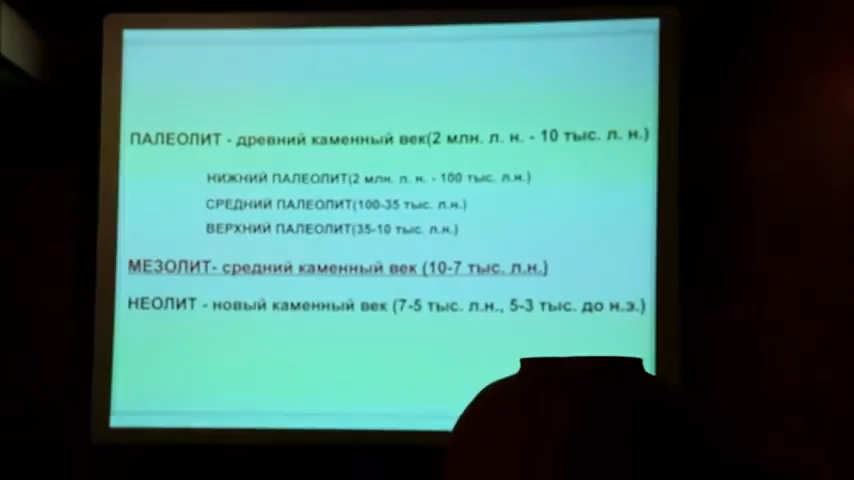 ПАЛЕОЛИТ - древний каменный век(2 млн. л. н. - 10 тыс. л. н.)
НИЖНИЙ ПАЛЕОЛИТ(2 млн. л. н. - 100 тыс. л.н.)
СРЕДНИЙ ПАЛЕОЛИТ(100-35 тыс. л.н.)
ВЕРХНИЙ ПАЛЕОЛИТ(35-10 тыс. л.н.)
МЕЗОЛИТ- средний каменный век (10-7 тыс. л.н.)
НЕОЛИТ - новый каменный век (7-5 тыс. л.н., 5-3 тыс. до н.э.)